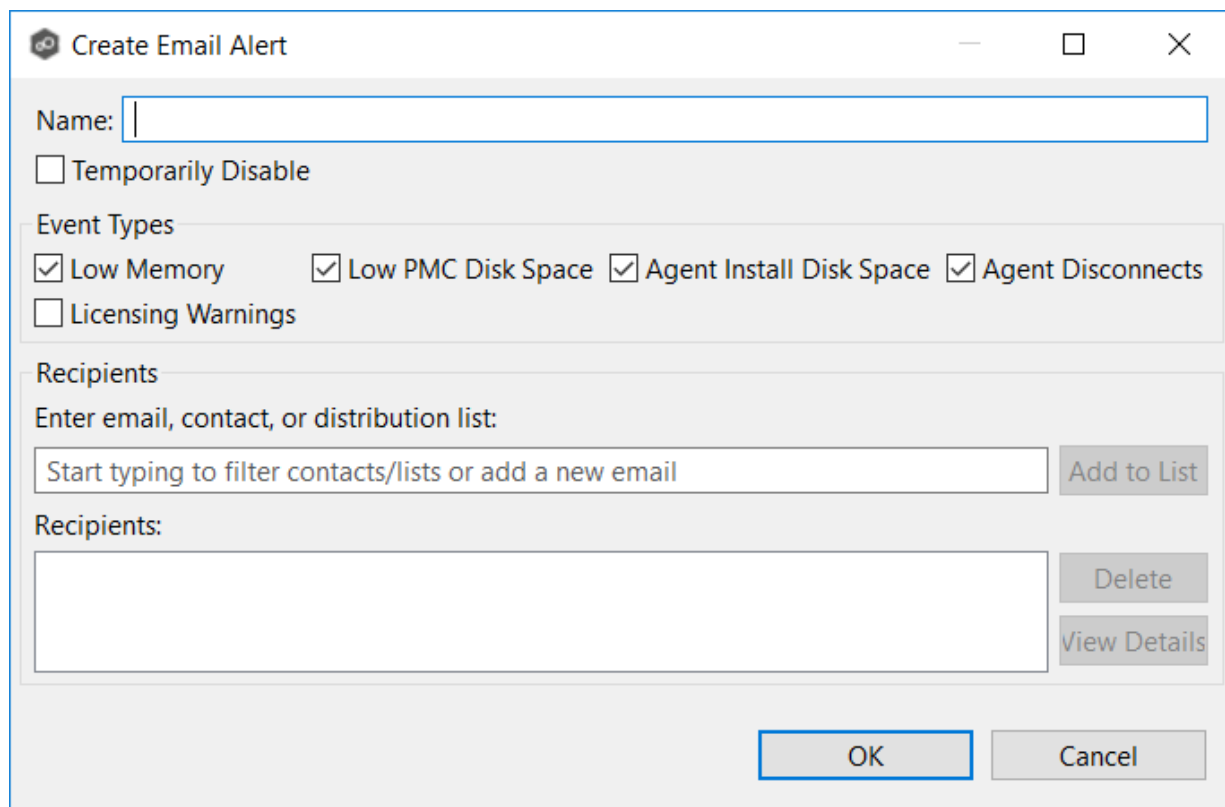 Create Email Alert
Name:
Temporarily Disable
Event Types
Low Memory Low PMC Disk Space Agent Install Disk Space Agent Disconnects
Licensing Warnings
Recipients
Enter email, contact, or distribution list:
Start typing to filter contacts/lists or add a new email Add to List
Recipients:
Delete
View Details
OK Cancel